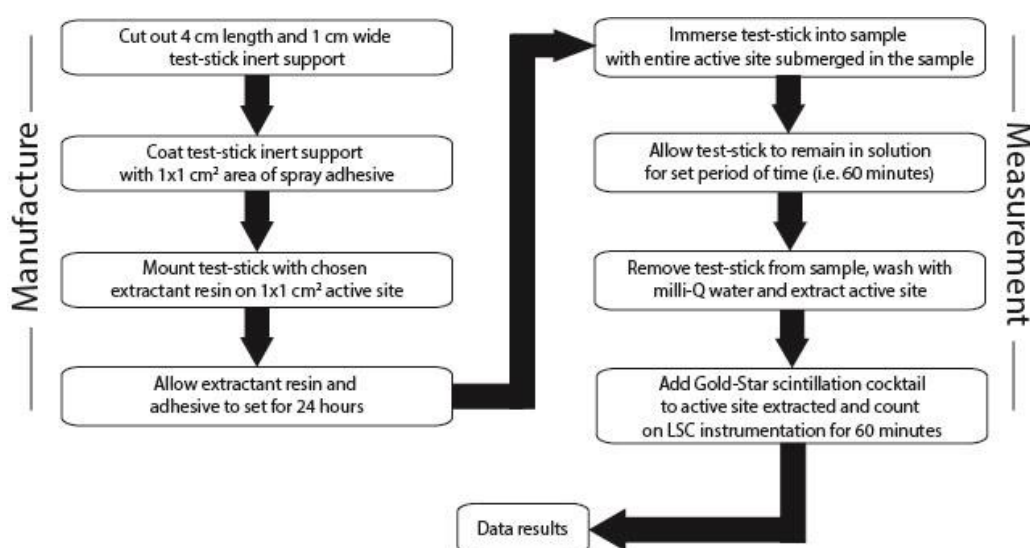 Manufacture
Cut out 4 cm length and 1 cm wide
test-stick inert support
Coat test-stick inert support
with 1x1 cm² area of spray adhesive
Mount test-stick with chosen
extractant resin on 1x1 cm² active site
Allow extractant resin and
adhesive to set for 24 hours
Measurement
Immerse test-stick into sample
with entire active site submerged in the sample
Allow test-stick to remain in solution
for set period of time (i.e. 60 minutes)
Remove test-stick from sample, wash with
milli-Q water and extract active site
Add Gold-Star scintillation cocktail
to active site extracted and count
on LSC instrumentation for 60 minutes
Data results